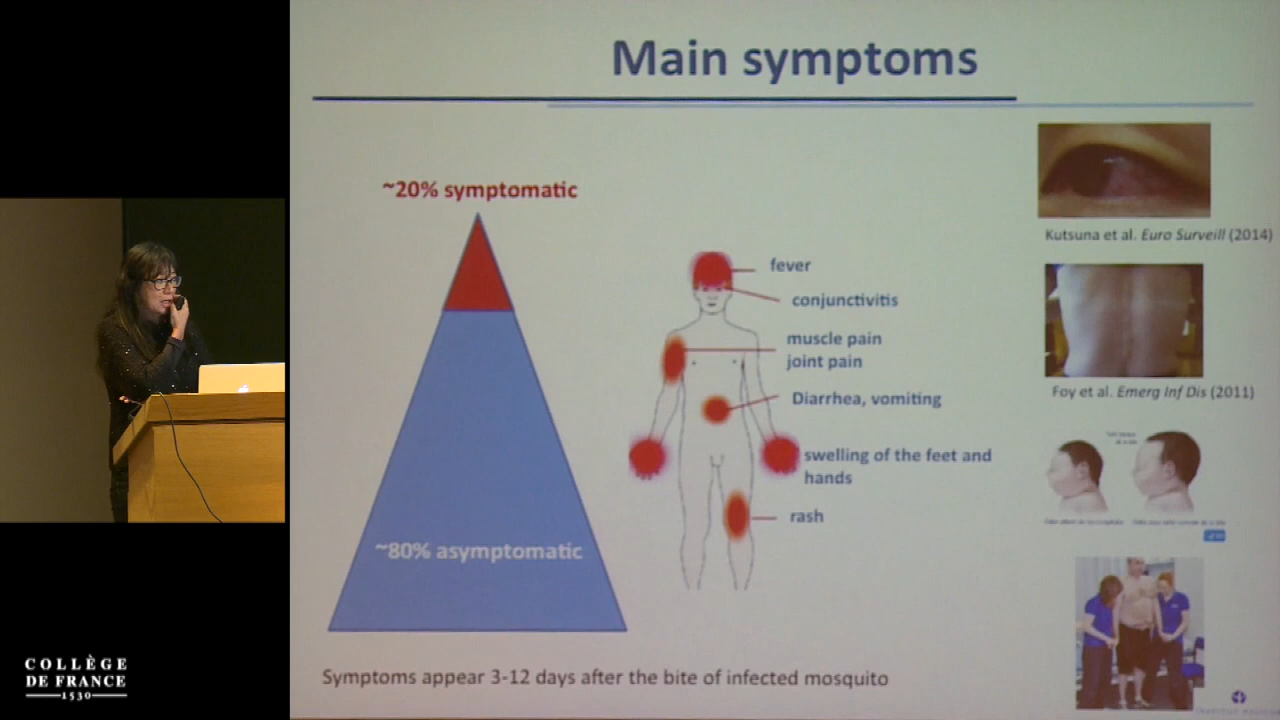 Main symptoms
~20% symptomatic
~80% asymptomatic
fever
conjunctivitis
muscle pain
joint pain
Diarrhea, vomiting
swelling of the feet and
hands
rash
Kutsuna et al. Euro Surveill (2014)
Foy et al. Emerg Inf Dis (2011)
Symptoms appear 3-12 days after the bite of infected mosquito
COLLÈGE
DE FRANCE
1530